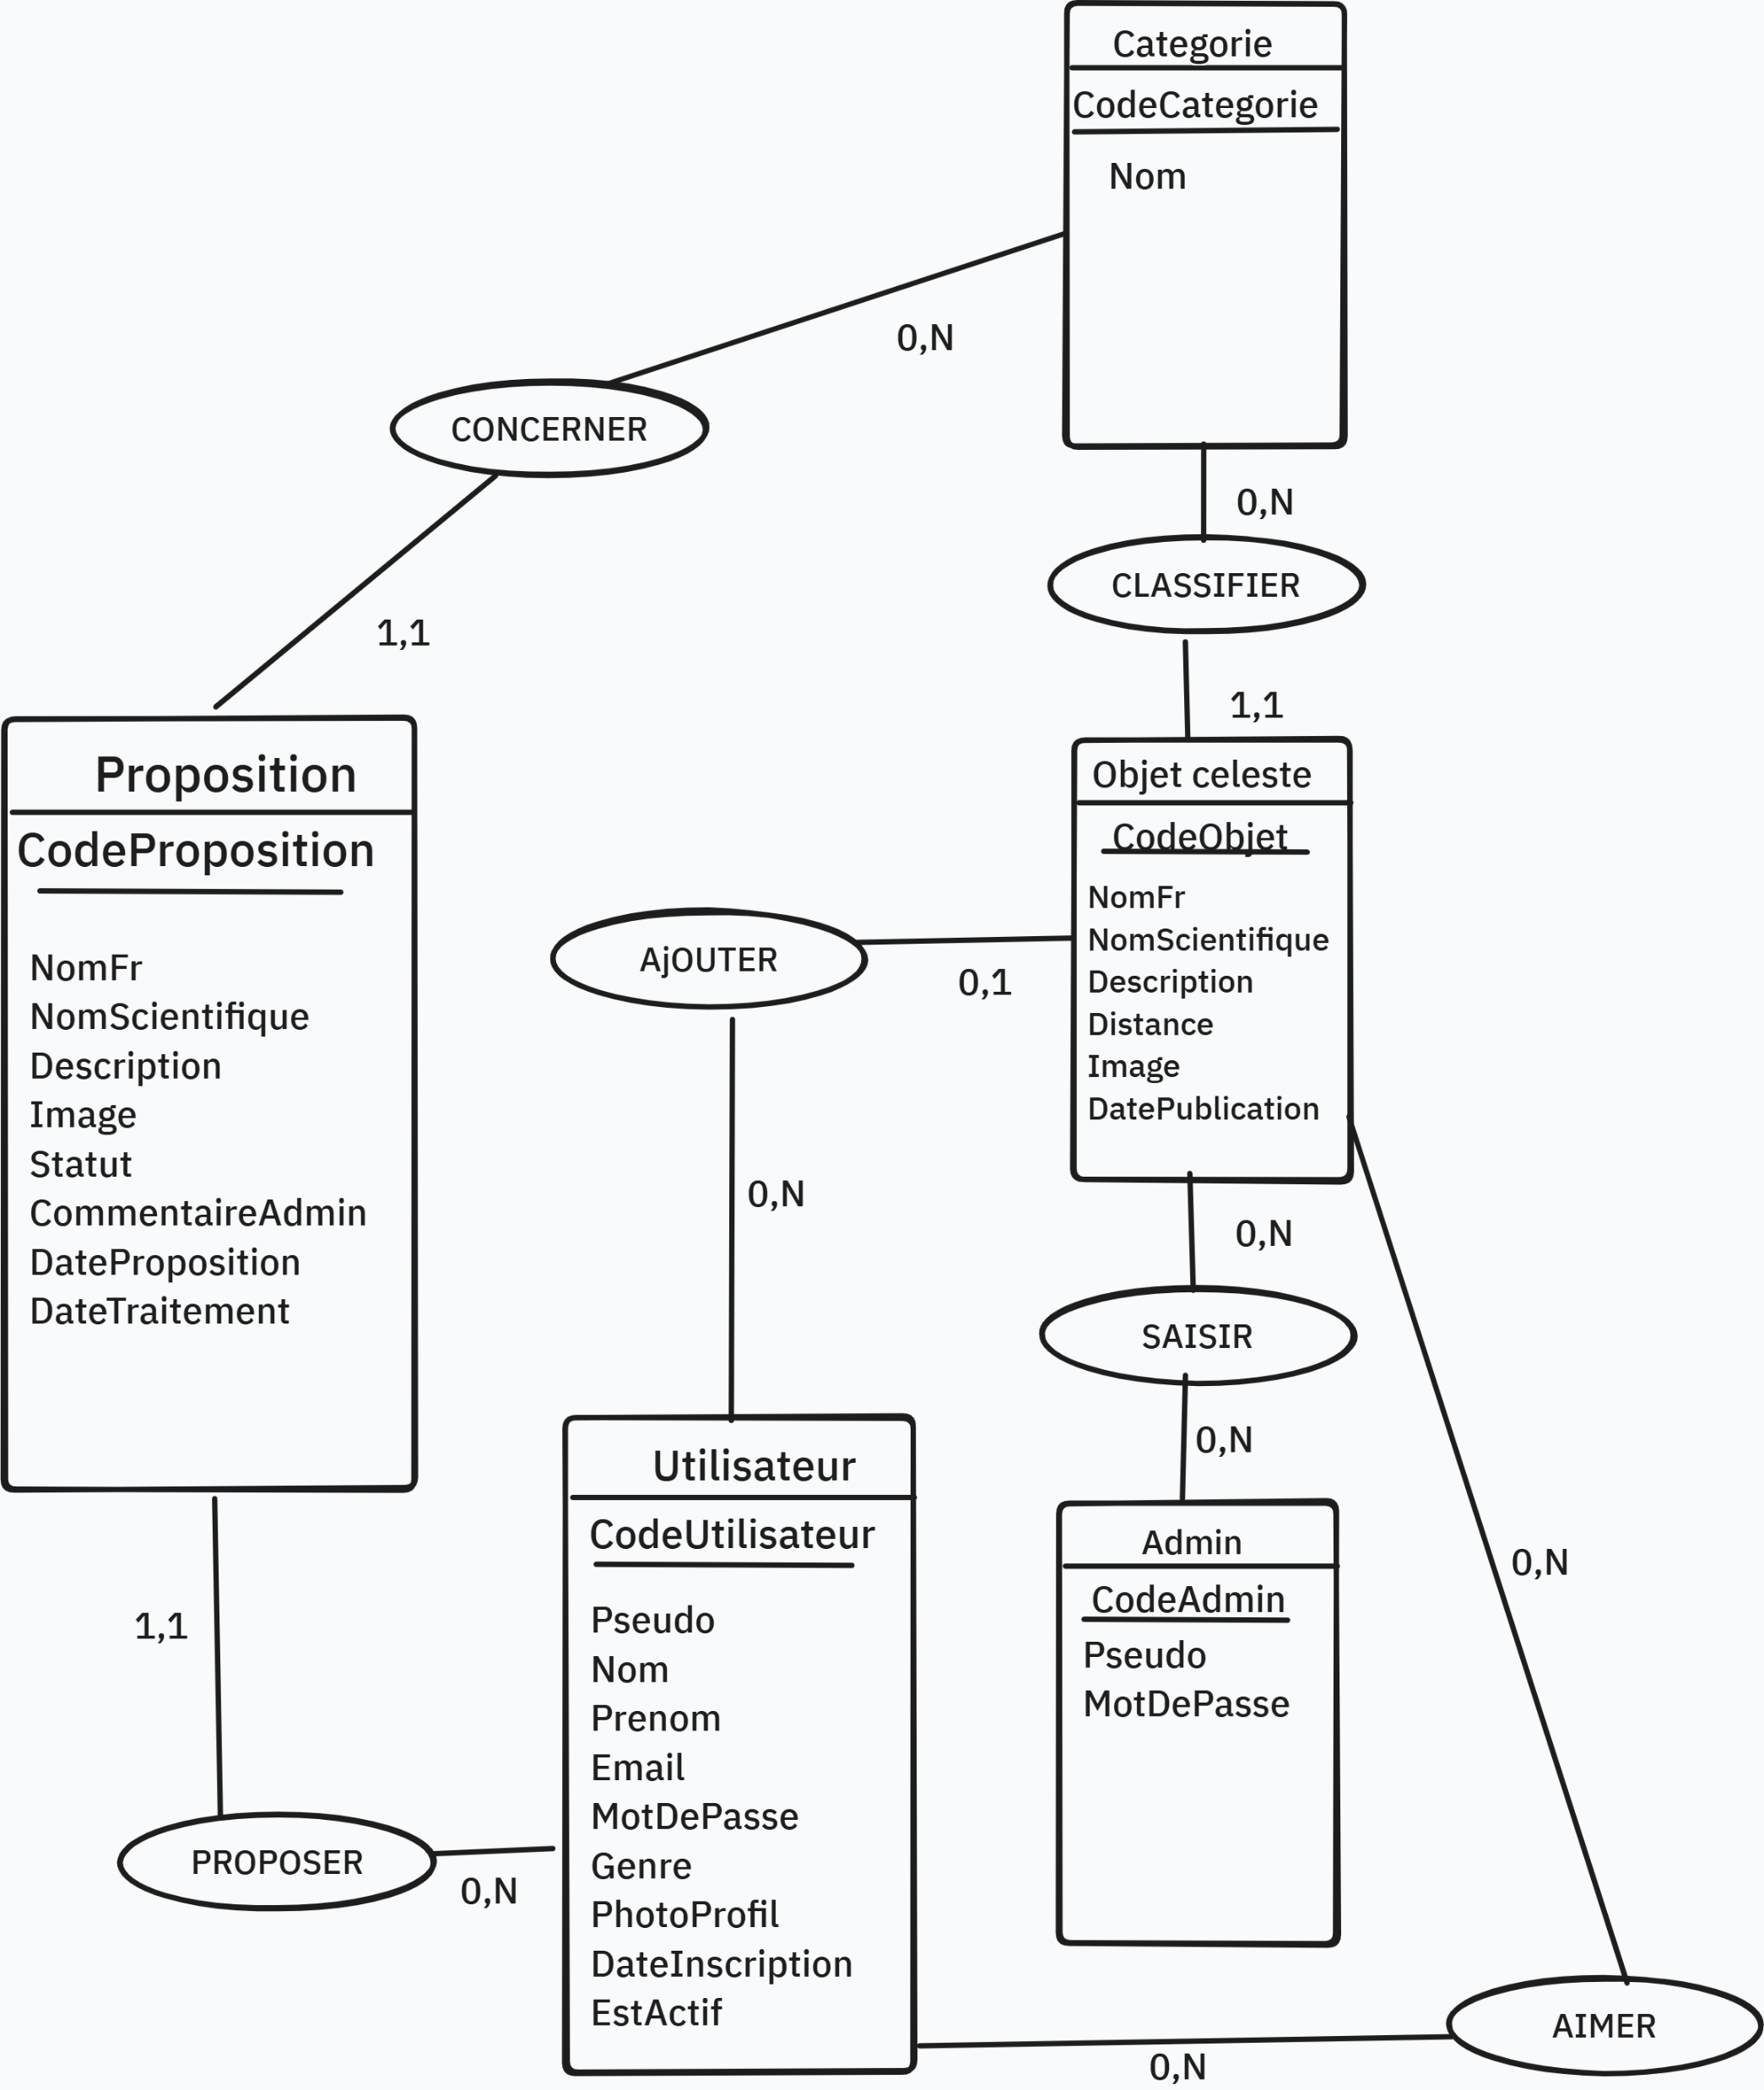 Categorie
CodeCategorie
Nom
0,N
CONCERNER
0,N
CLASSIFIER
1,1
1,1
Proposition
CodeProposition
NomFr
NomScientifique
Description
Image
Statut
CommentaireAdmin
DateProposition
DateTraitement
Objet celeste
CodeObjet
NomFr
NomScientifique
Description
Distance
Image
DatePublication
AjOUTER
0,1
0,N
0,N
SAISIR
0,N
Utilisateur
CodeUtilisateur
Pseudo
Nom
Prenom
Email
MotDePasse
Genre
PhotoProfil
DateInscription
EstActif
Admin
CodeAdmin
Pseudo
MotDePasse
0,N
1,1
PROPOSER
0,N
AIMER
0,N